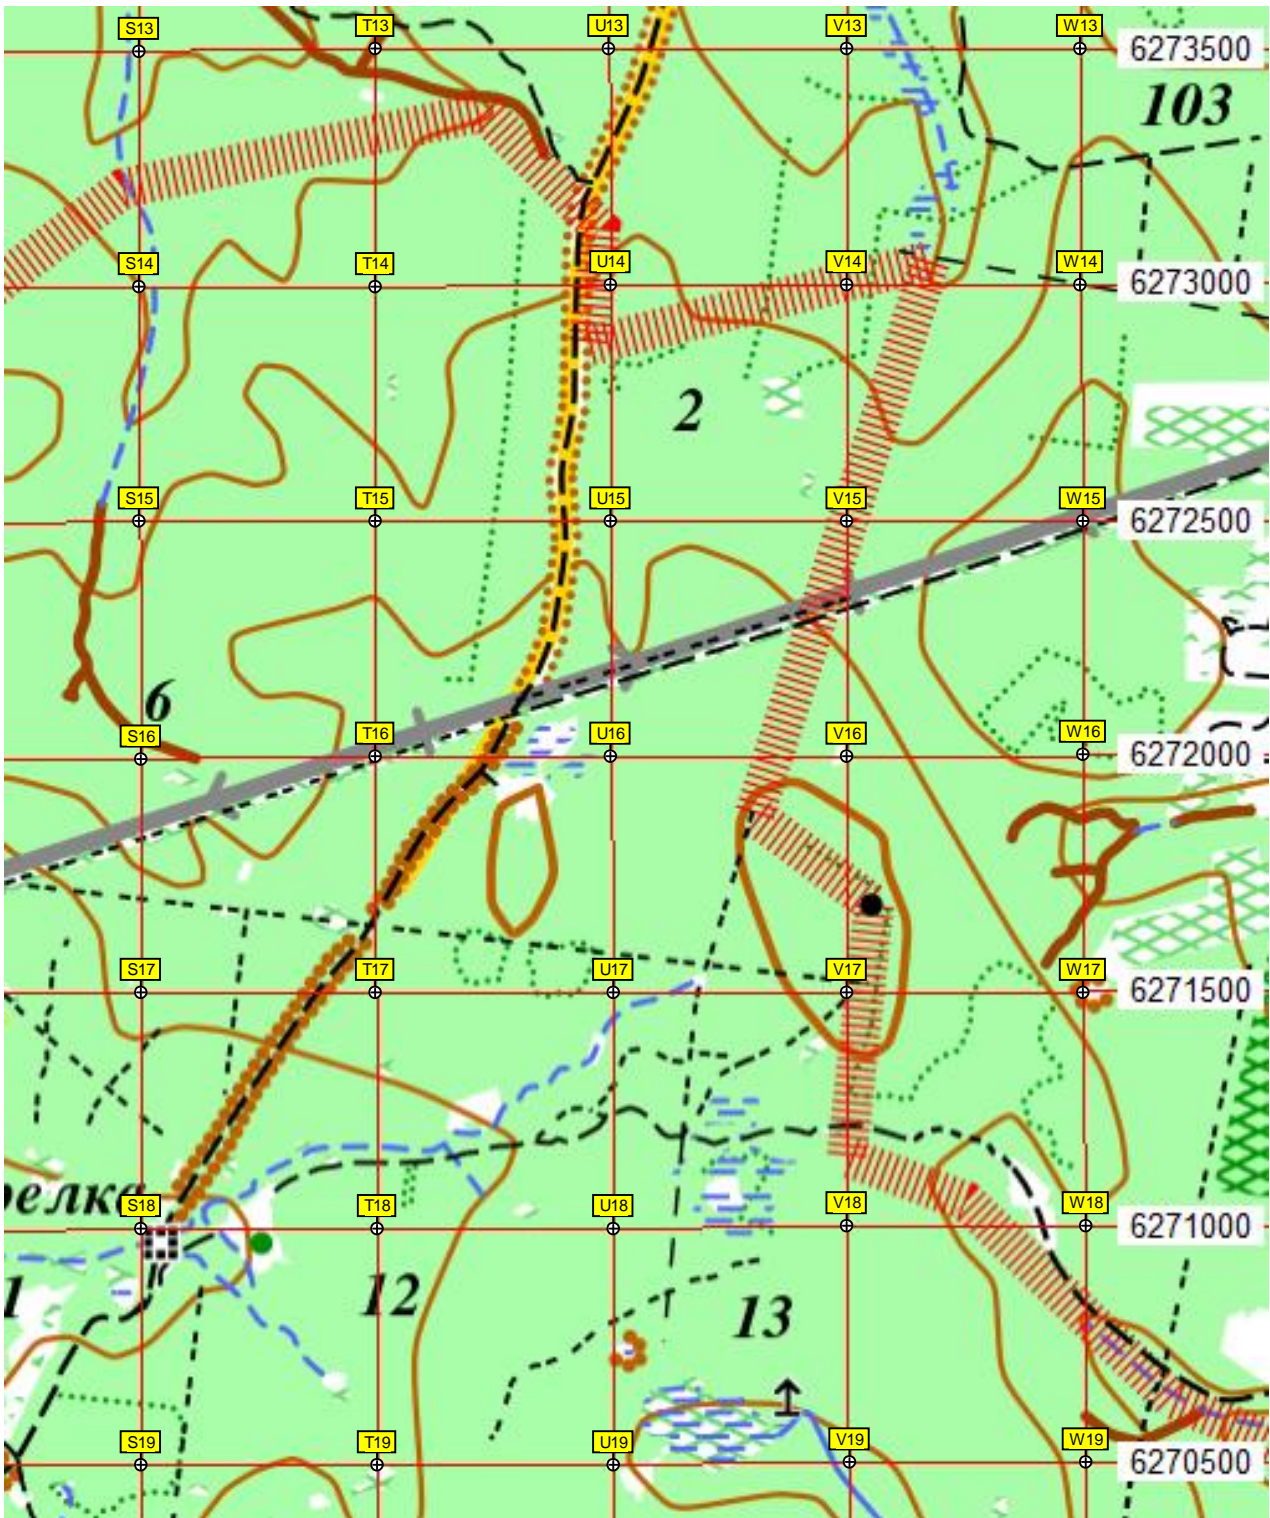 S13 T13 U13 V13 W13 6273500
103
S14 T14 U14 V14 W14 6273000
2
S15 T15 U15 V15 W15 6272500
6
S16 T16 U16 V16 W16 6272000
S17 T17 U17 V17 W17 6271500
релка
S18 T18 U18 V18 W18 6271000
1 12 13
S19 T19 U19 V19 W19 6270500